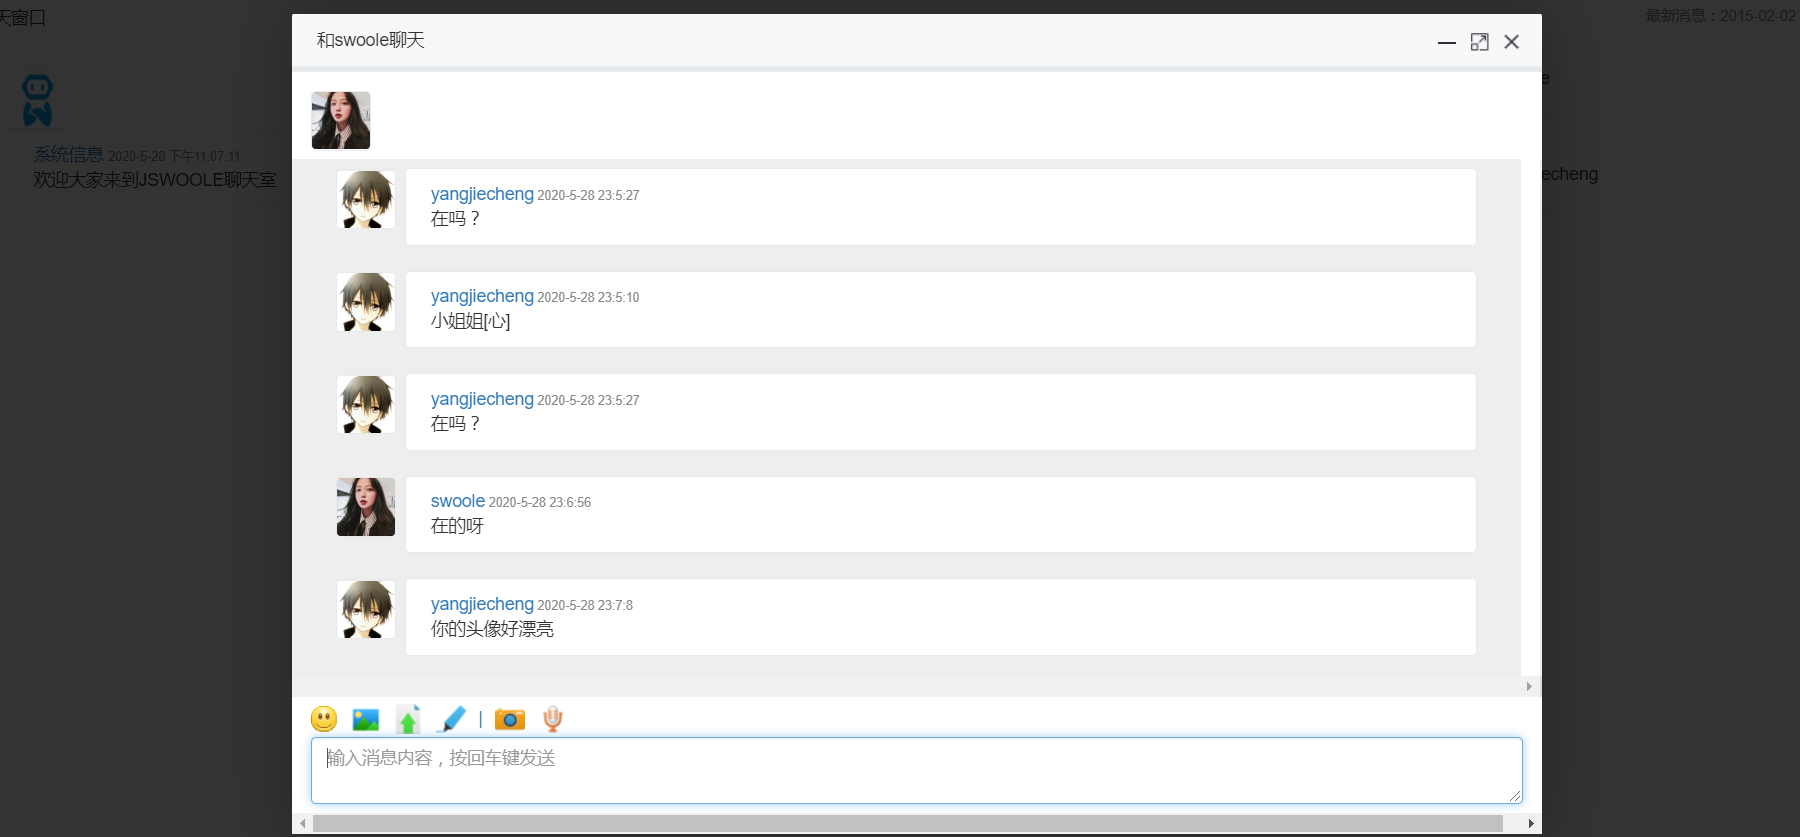 天窗口
最新消息：2015-02-02
和swoole聊天
系统信息 2020-5-28 下午11:07:11
欢迎大家来到JSWOOLE聊天室
e
echeng
yangjiecheng 2020-5-28 23:5:27
在吗？
yangjiecheng 2020-5-28 23:5:10
小姐姐[心]
yangjiecheng 2020-5-28 23:5:27
在吗？
swoole 2020-5-28 23:6:56
在的呀
yangjiecheng 2020-5-28 23:7:8
你的头像好漂亮
|
输入消息内容，按回车键发送